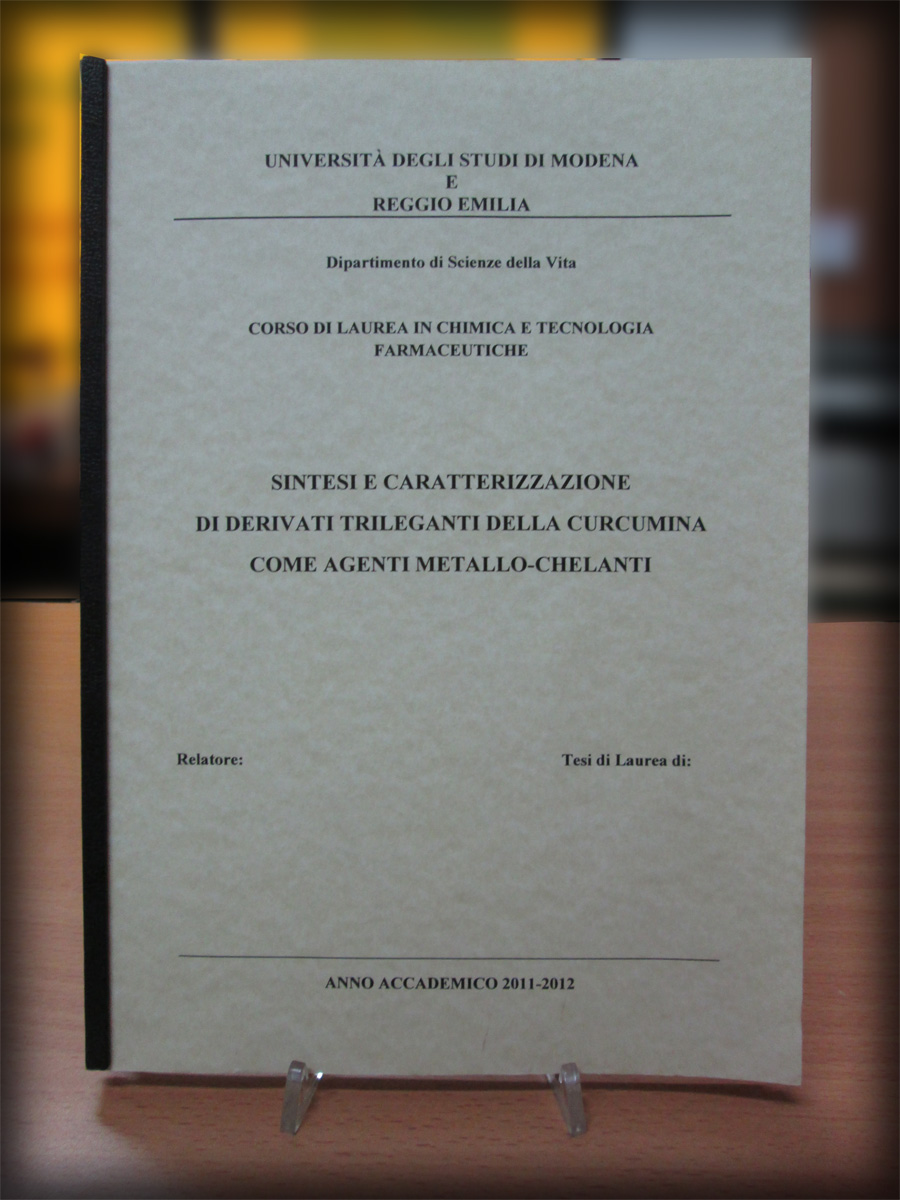 UNIVERSITÀ DEGLI STUDI DI MODENA
E
REGGIO EMILIA
Dipartimento di Scienze della Vita
CORSO DI LAUREA IN CHIMICA E TECNOLOGIA
FARMACEUTICHE
SINTESI E CARATTERIZZAZIONE
DI DERIVATI TRILEGANTI DELLA CURCUMINA
COME AGENTI METALLO-CHELANTI
Relatore:
Tesi di Laurea di:
ANNO ACCADEMICO 2011-2012